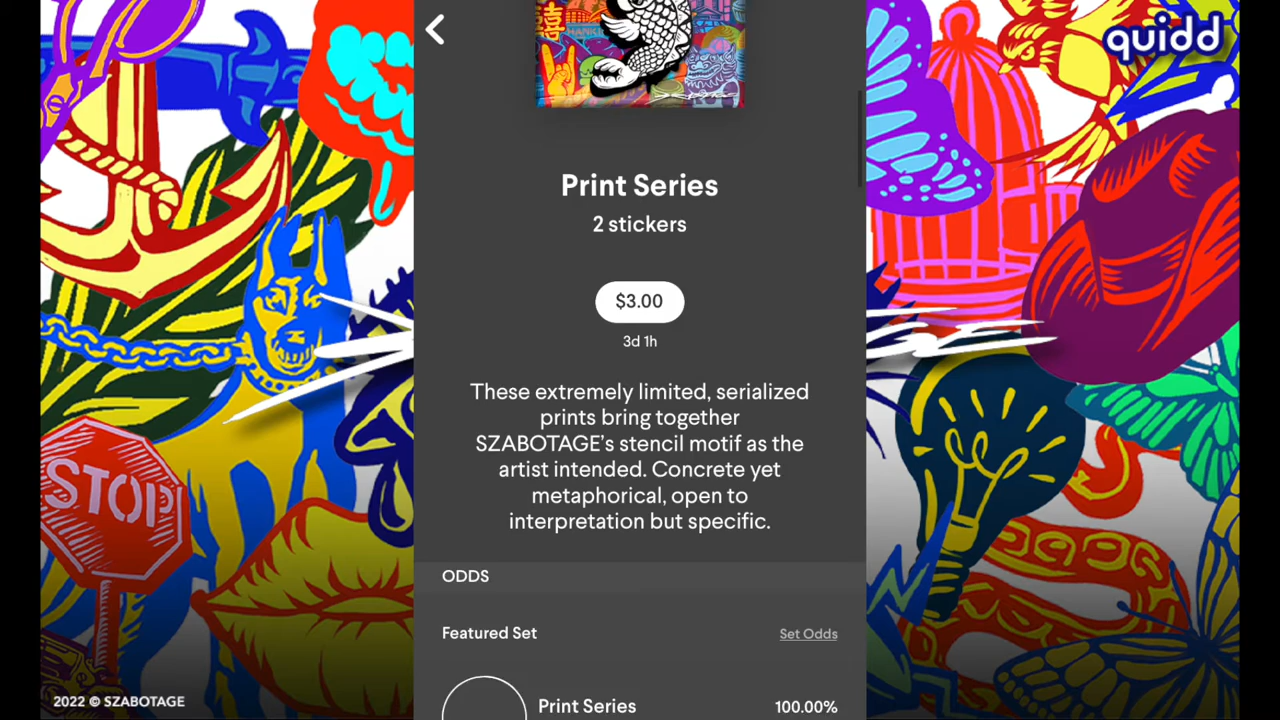 quidd
Print Series
2 stickers
$3.00
3d 1h
These extremely limited, serialized
prints bring together
SZABOTAGE's stencil motif as the
artist intended. Concrete yet
metaphorical, open to
interpretation but specific.
ODDS
Featured Set
Set Odds
Print Series
100.00%
STOP
2022 © SZABOTAGE